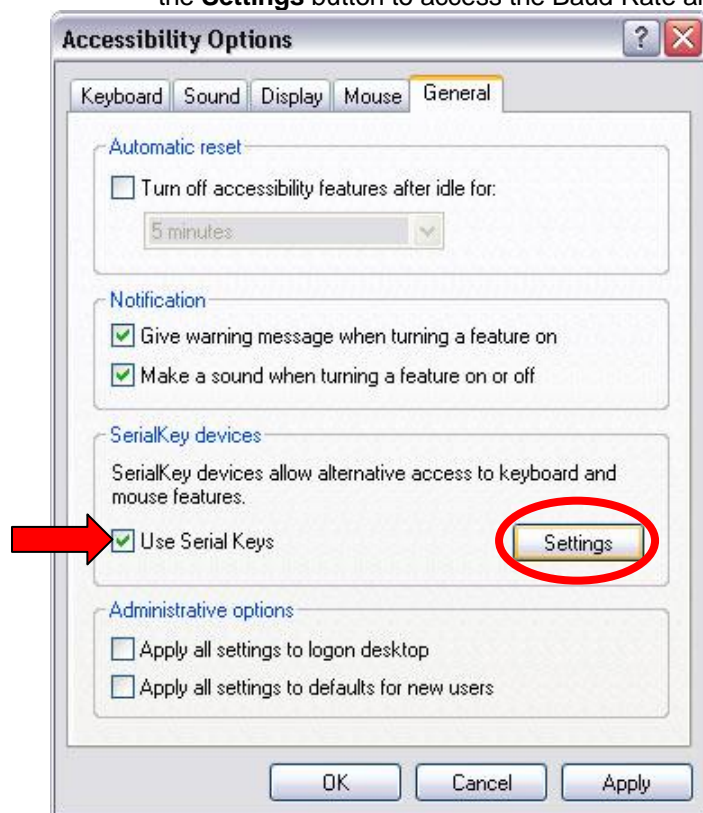 the Settings button to access the Baud Rate
Accessibility Options
Keyboard Sound Display Mouse General
Automatic reset
Turn off accessibility features after idle for:
5 minutes
Notification
Give warning message when turning a feature on
Make a sound when turning a feature on or off
SerialKey devices
SerialKey devices allow alternative access to keyboard and
mouse features.
Use Serial Keys
Settings
Administrative options
Apply all settings to logon desktop
Apply all settings to defaults for new users
OK Cancel Apply